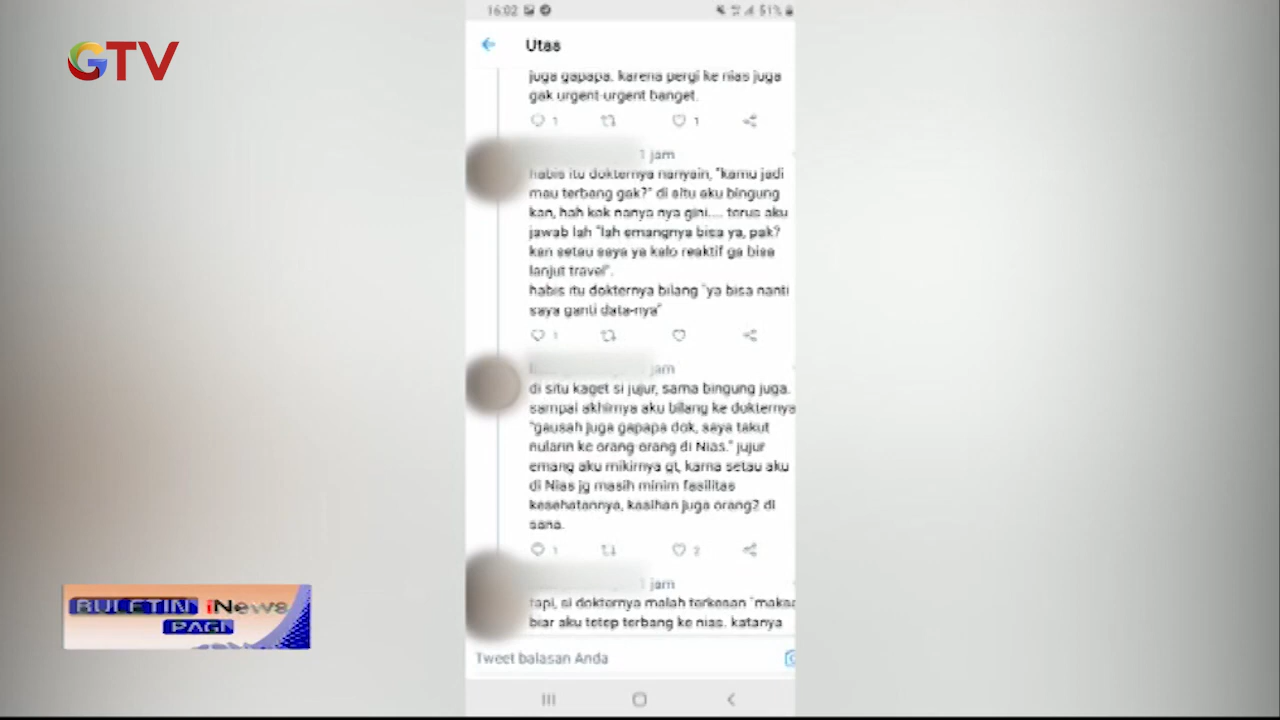 GTV
16:02
51%
Utas
juga gapapa. karena pergi ke nias juga
gak urgent-urgent banget.
1
1
1 jam
habis itu dokternya nanyain, "kamu jadi
mau terbang gak?" di situ aku bingung
kan, hah kok nanya nya gini.... terus aku
jawab lah "lah emangnya bisa ya, pak?
kan setau saya ya kalo reaktif ga bisa
lanjut travel".
habis itu dokternya bilang "ya bisa nanti
saya ganti data-nya"
1
jam
di situ kaget si jujur, sama bingung juga.
sampai akhirnya aku bilang ke dokternya
"gausah juga gapapa dok, saya takut
nularin ke orang orang di Nias." jujur
emang aku mikirnya gt, karna setau aku
di Nias jg masih minim fasilitas
kesehatannya, kasihan juga orang2 di
sana.
1
2
1 jam
tapi, si dokternya malah terkesan "maksa
biar aku tetep terbang ke nias. katanya
Tweet balasan Anda
BULETIN iNews
PAGI